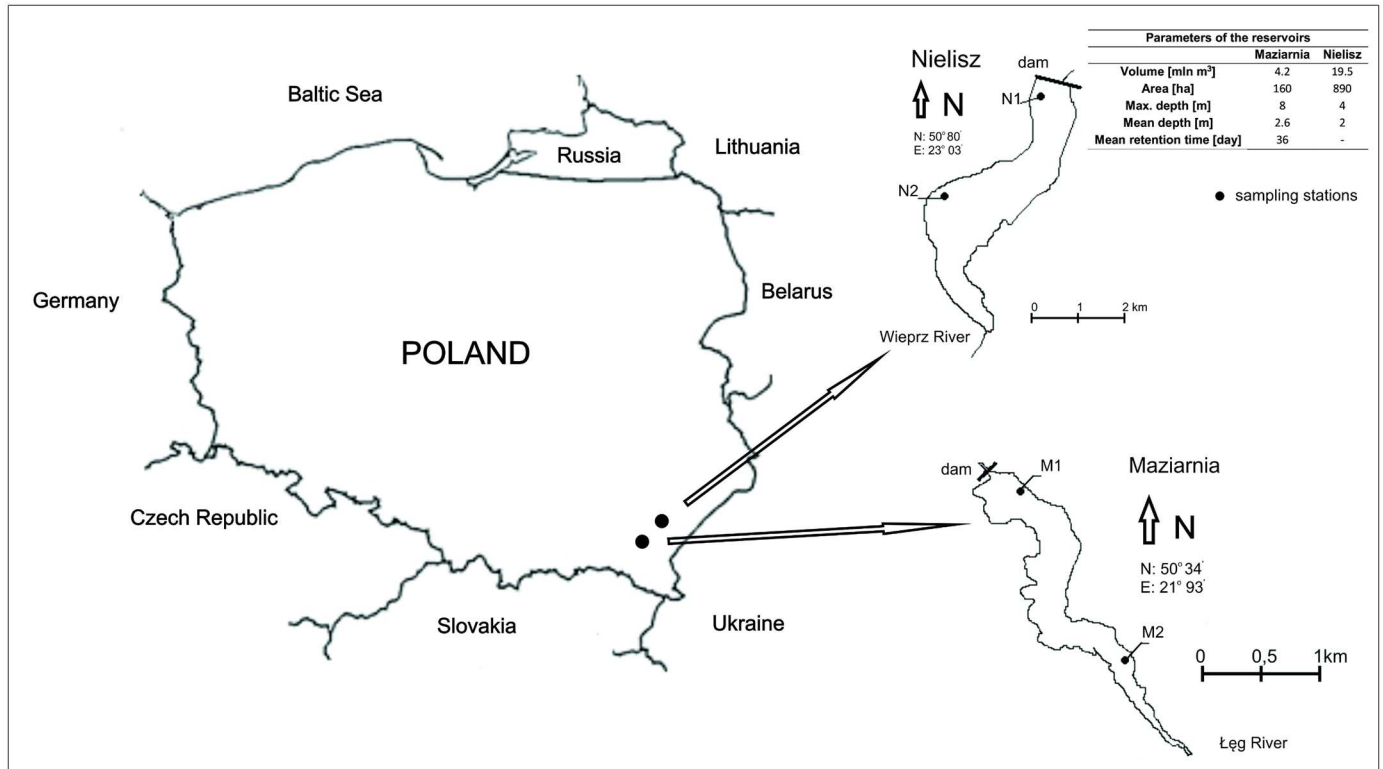 Baltic Sea
Russia
Lithuania
Germany
Belarus
POLAND
Czech Republic
Slovakia
Ukraine
Nielisz
N
N: 50°80'
E: 23°03'
dam
N1
N2
0 1 2 km
Wieprz River
Parameters of the reservoirs
Maziarnia Nielisz
Volume [mln m³] 4.2 19.5
Area [ha] 160 890
Max. depth [m] 8 4
Mean depth [m] 2.6 2
Mean retention time [day] 36 -
sampling stations
dam
M1
Maziarnia
N
N: 50°34'
E: 21°93'
M2
0 0,5 1km
Łęg River